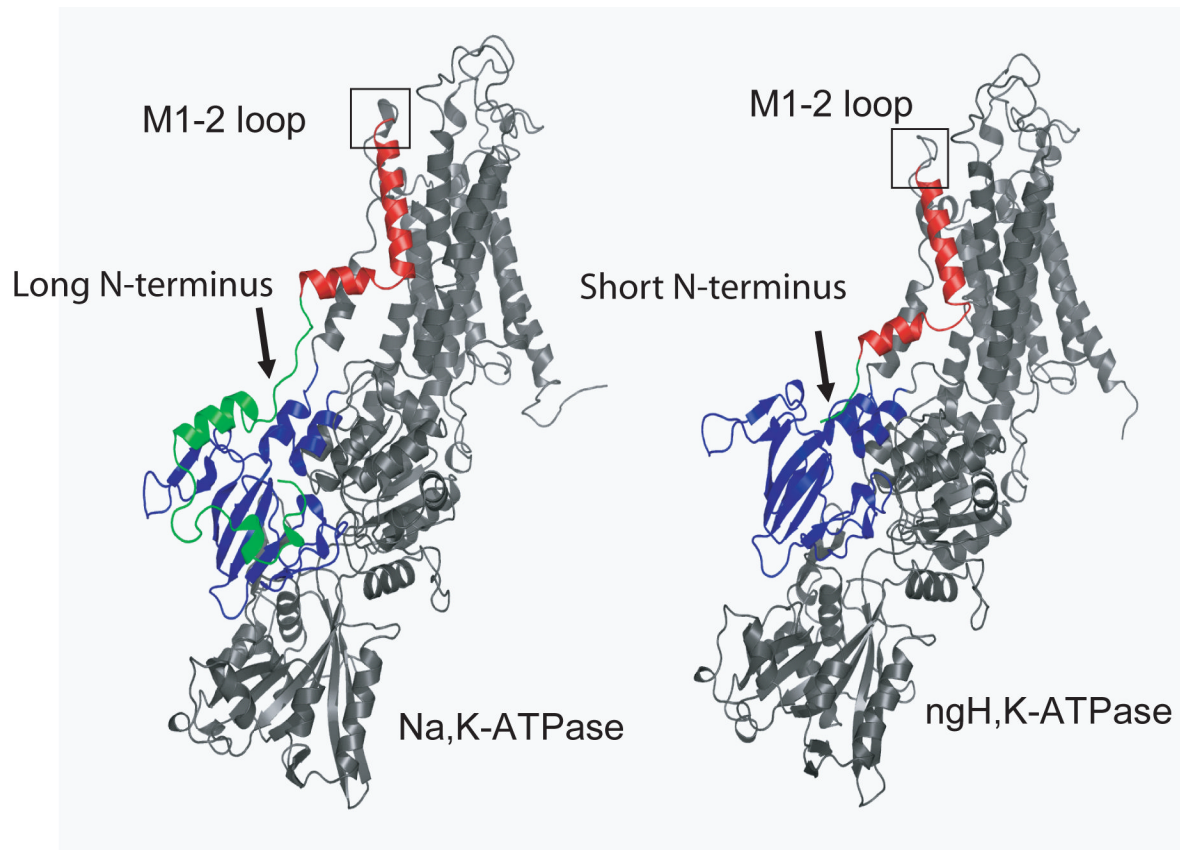 M1-2 loop
M1-2 loop
Long N-terminus
Short N-terminus
Na,K-ATPase
ngH,K-ATPase